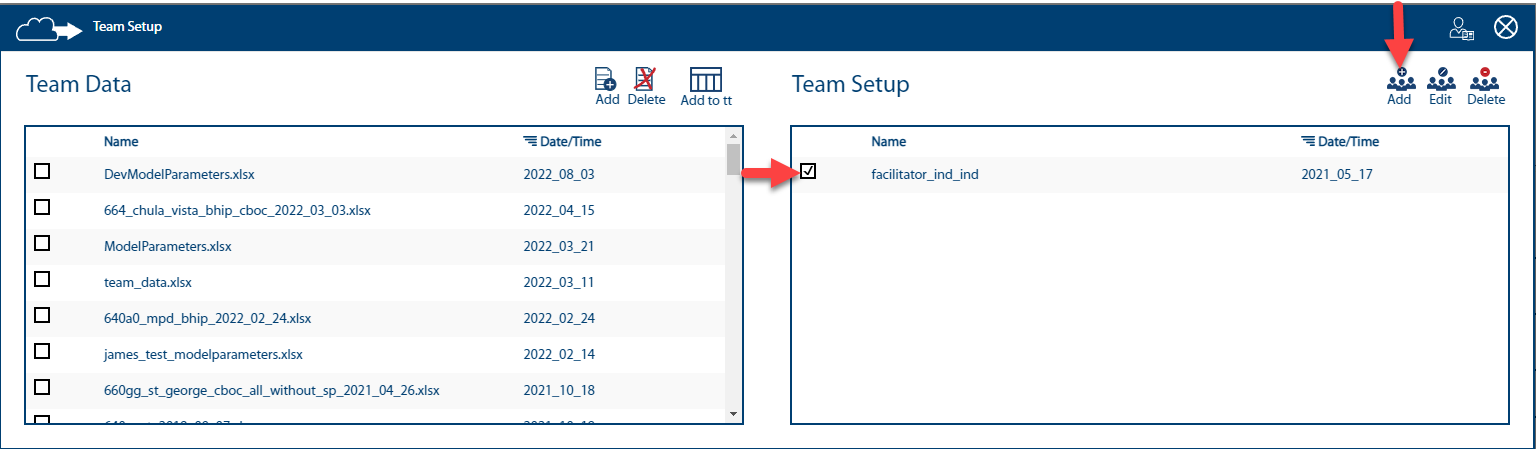 Team Setup
Team Data
Add
Delete
Add to tt
Name
Date/Time
DevModelParameters.xlsx
2022_08_03
664_chula_vista_bhip_cboc_2022_03_03.xlsx
2022_04_15
ModelParameters.xlsx
2022_03_21
team_data.xlsx
2022_03_11
640a0_mpd_bhip_2022_02_24.xlsx
2022_02_24
james_test_modelparameters.xlsx
2022_02_14
660gg_st_george_cboc_all_without_sp_2021_04_26.xlsx
2021_10_18
Team Setup
Add
Edit
Delete
Name
Date/Time
facilitator_ind_ind
2021_05_17